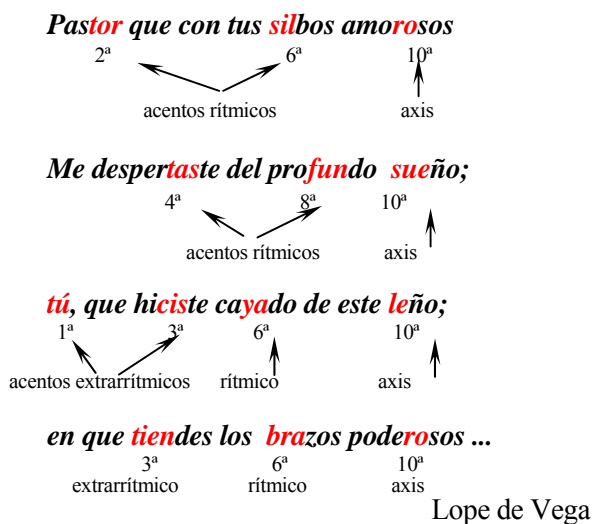 Pastor que con tus silbos amorosos
2ª 6ª 10ª
acentos rítmicos axis
Me despertaste del profundo sueño;
4ª 8ª 10ª
acentos rítmicos axis
tú, que hiciste cayado de este leño;
1ª 3ª 6ª 10ª
acentos extrarrítmicos rítmico axis
en que tiendes los brazos poderosos ...
3ª 6ª 10ª
extrarrítmico rítmico axis
Lope de Vega